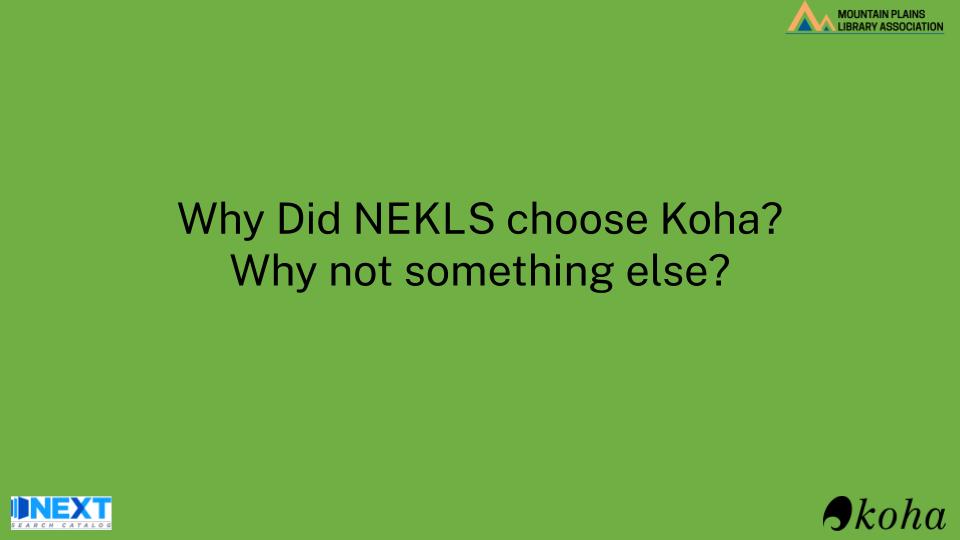 MOUNTAIN PLAINS
LIBRARY ASSOCIATION
Why Did NEKLS choose Koha?
Why not something else?
NEXT
SEARCH CATALOG
koha